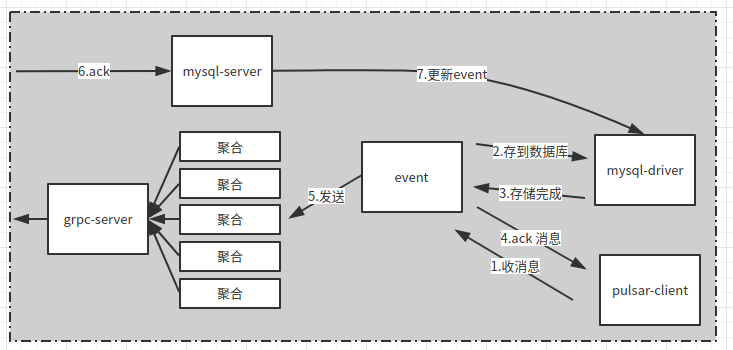 6.ack
mysql-server
7.更新event
聚合
聚合
聚合
聚合
聚合
grpc-server
5.发送
event
2.存到数据库
3.存储完成
mysql-driver
4.ack 消息
1.收消息
pulsar-client